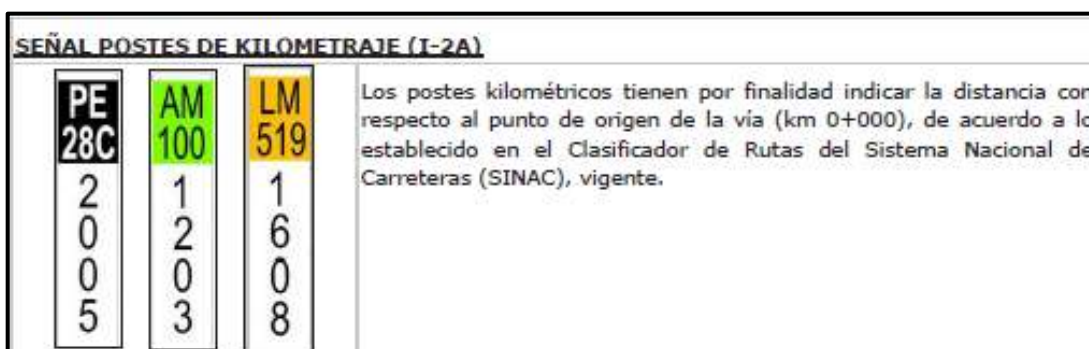 SEÑAL POSTES DE KILOMETRAJE (I-2A)
PE
28C
2
0
0
5
AM
100
1
2
0
3
LM
519
1
6
0
8
Los postes kilométricos tienen por finalidad indicar la distancia con
respecto al punto de origen de la vía (km 0+000), de acuerdo a lo
establecido en el Clasificador de Rutas del Sistema Nacional de
Carreteras (SINAC), vigente.